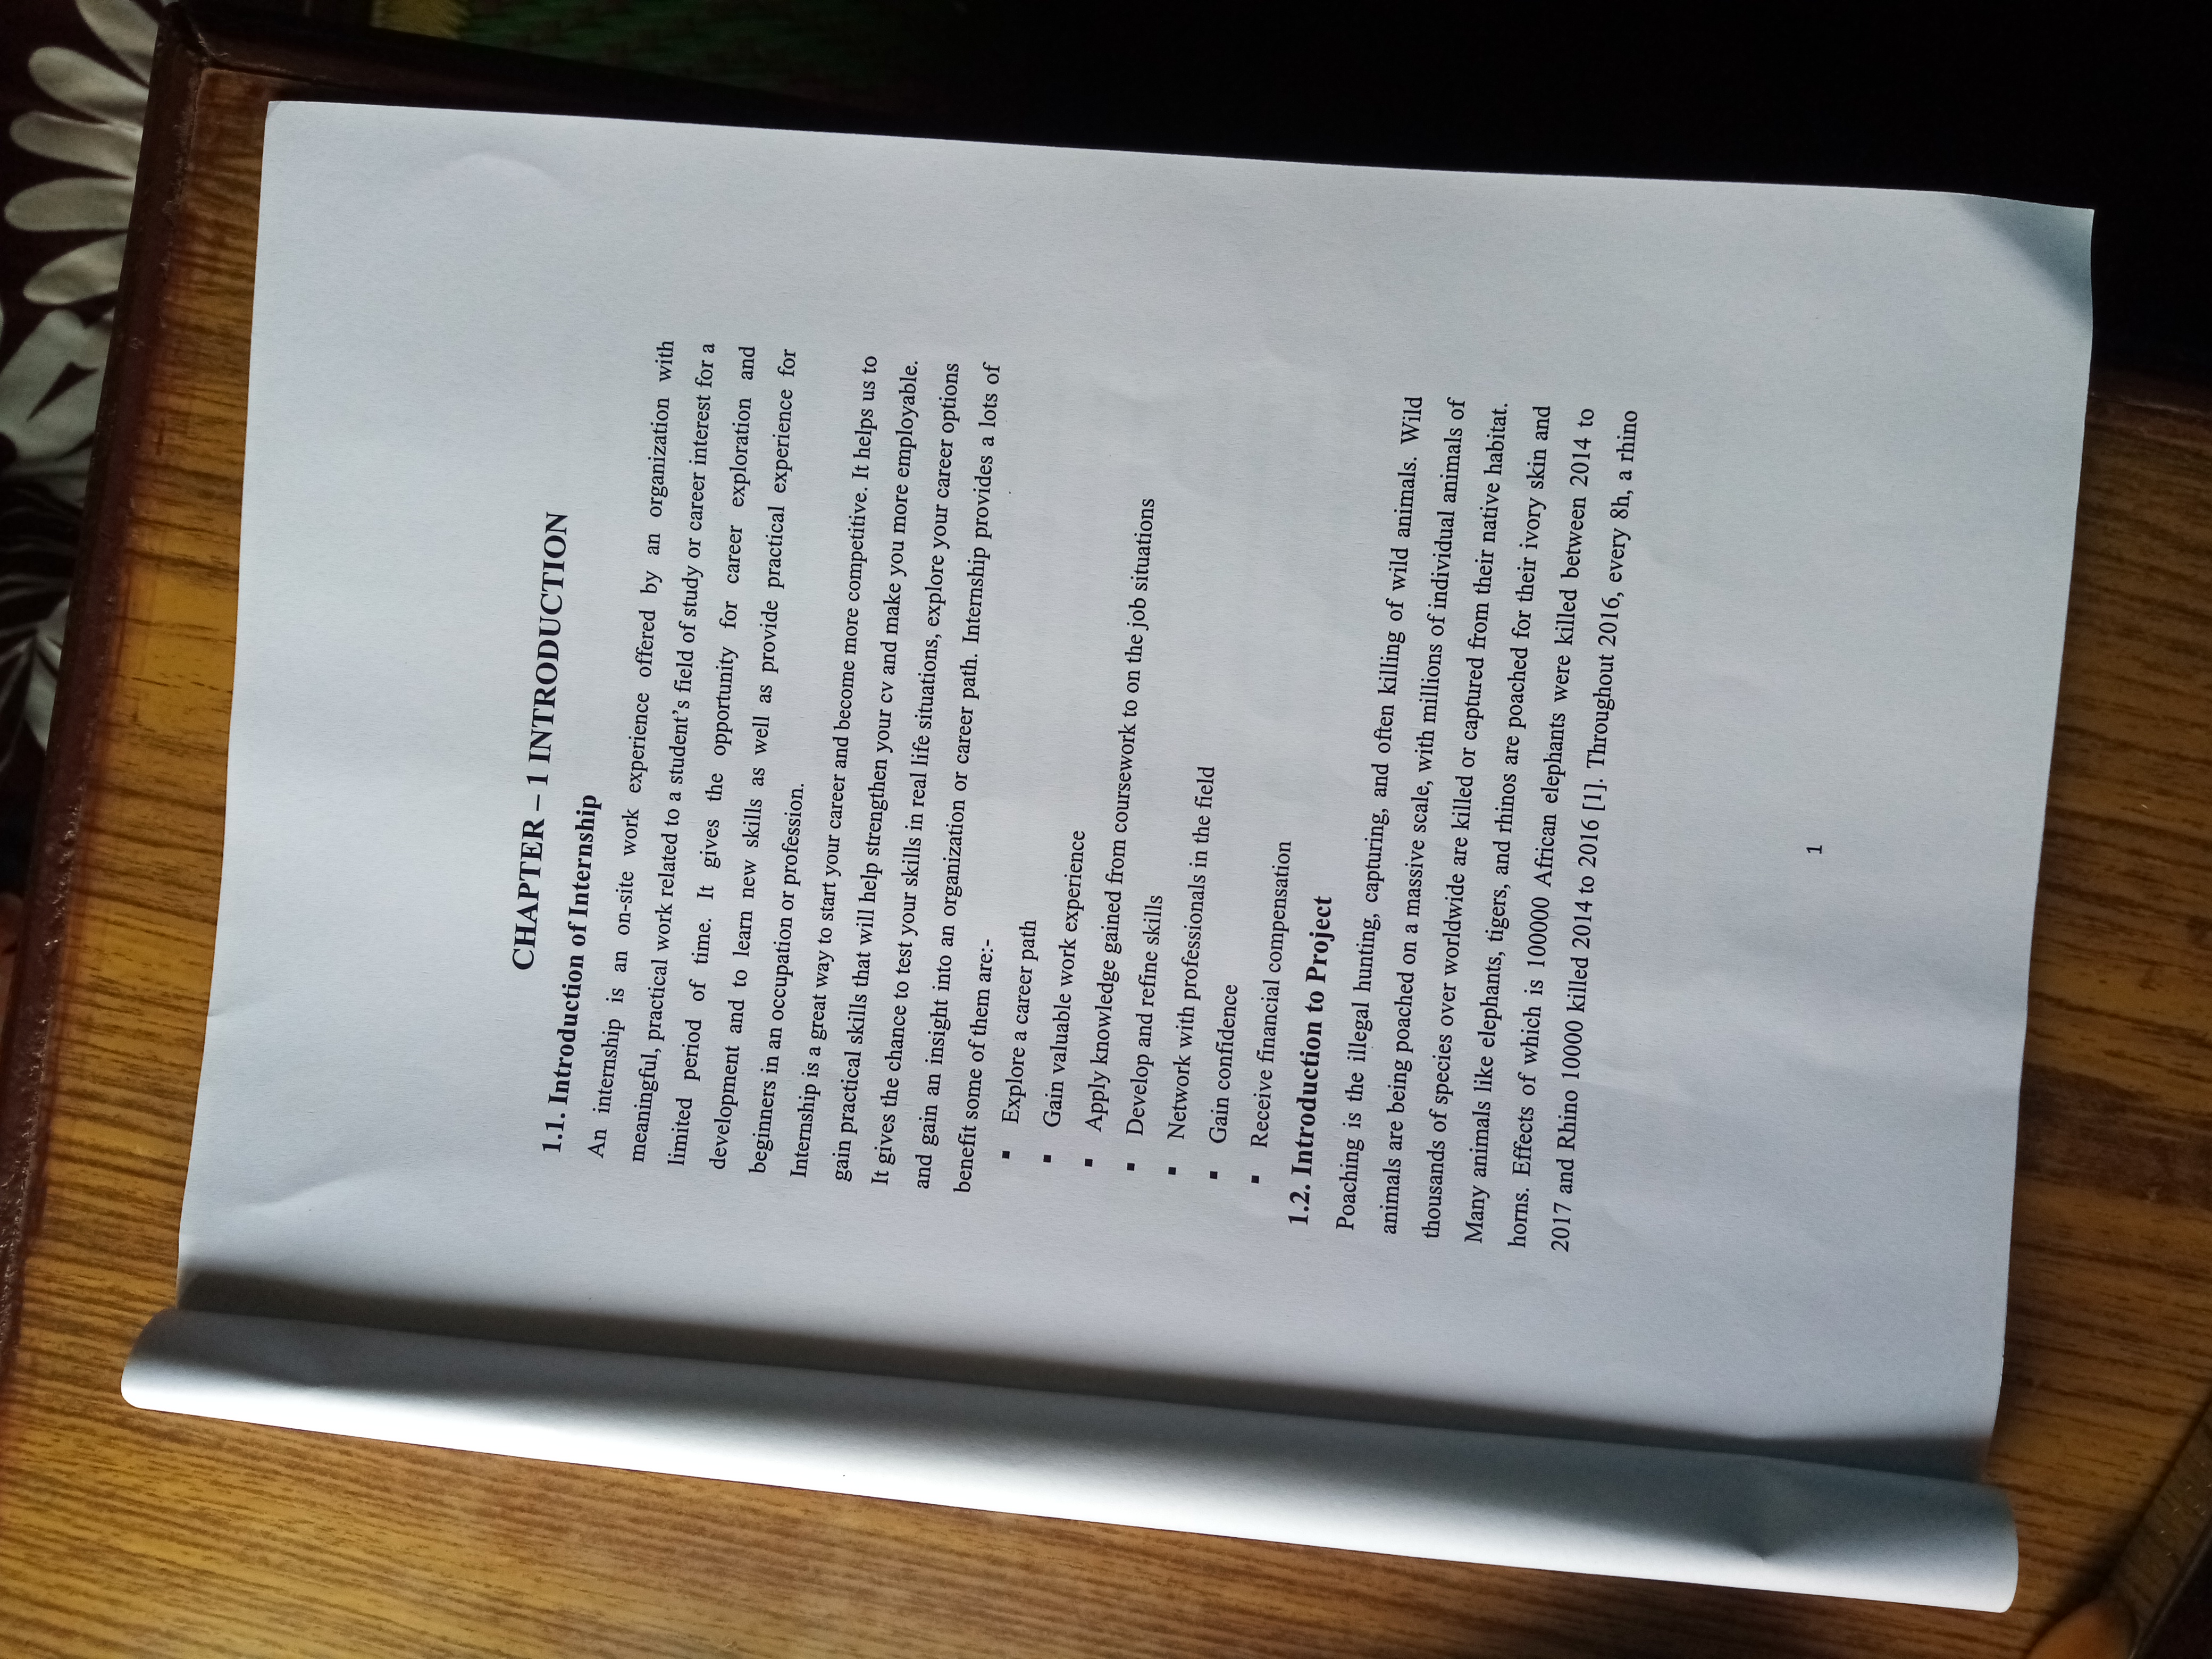 CHAPTER – 1 INTRODUCTION
1.1. Introduction of Internship
An internship is an on-site work experience offered by an organization with
meaningful, practical work related to a student's field of study or career interest for a
limited period of time. It gives the opportunity for career exploration and
development and to learn new skills as well as provide practical experience for
beginners in an occupation or profession.
Internship is a great way to start your career and become more competitive. It helps us to
gain practical skills that will help strengthen your cv and make you more employable.
It gives the chance to test your skills in real life situations, explore your career options
and gain an insight into an organization or career path. Internship provides a lots of
benefit some of them are:-
▪ Explore a career path
▪ Gain valuable work experience
▪ Apply knowledge gained from coursework to on the job situations
▪ Develop and refine skills
▪ Network with professionals in the field
▪ Gain confidence
▪ Receive financial compensation
1.2. Introduction to Project
Poaching is the illegal hunting, capturing, and often killing of wild animals. Wild
animals are being poached on a massive scale, with millions of individual animals of
thousands of species over worldwide are killed or captured from their native habitat.
Many animals like elephants, tigers, and rhinos are poached for their ivory skin and
horns. Effects of which is 100000 African elephants were killed between 2014 to
2017 and Rhino 10000 killed 2014 to 2016 [1]. Throughout 2016, every 8h, a rhino
1